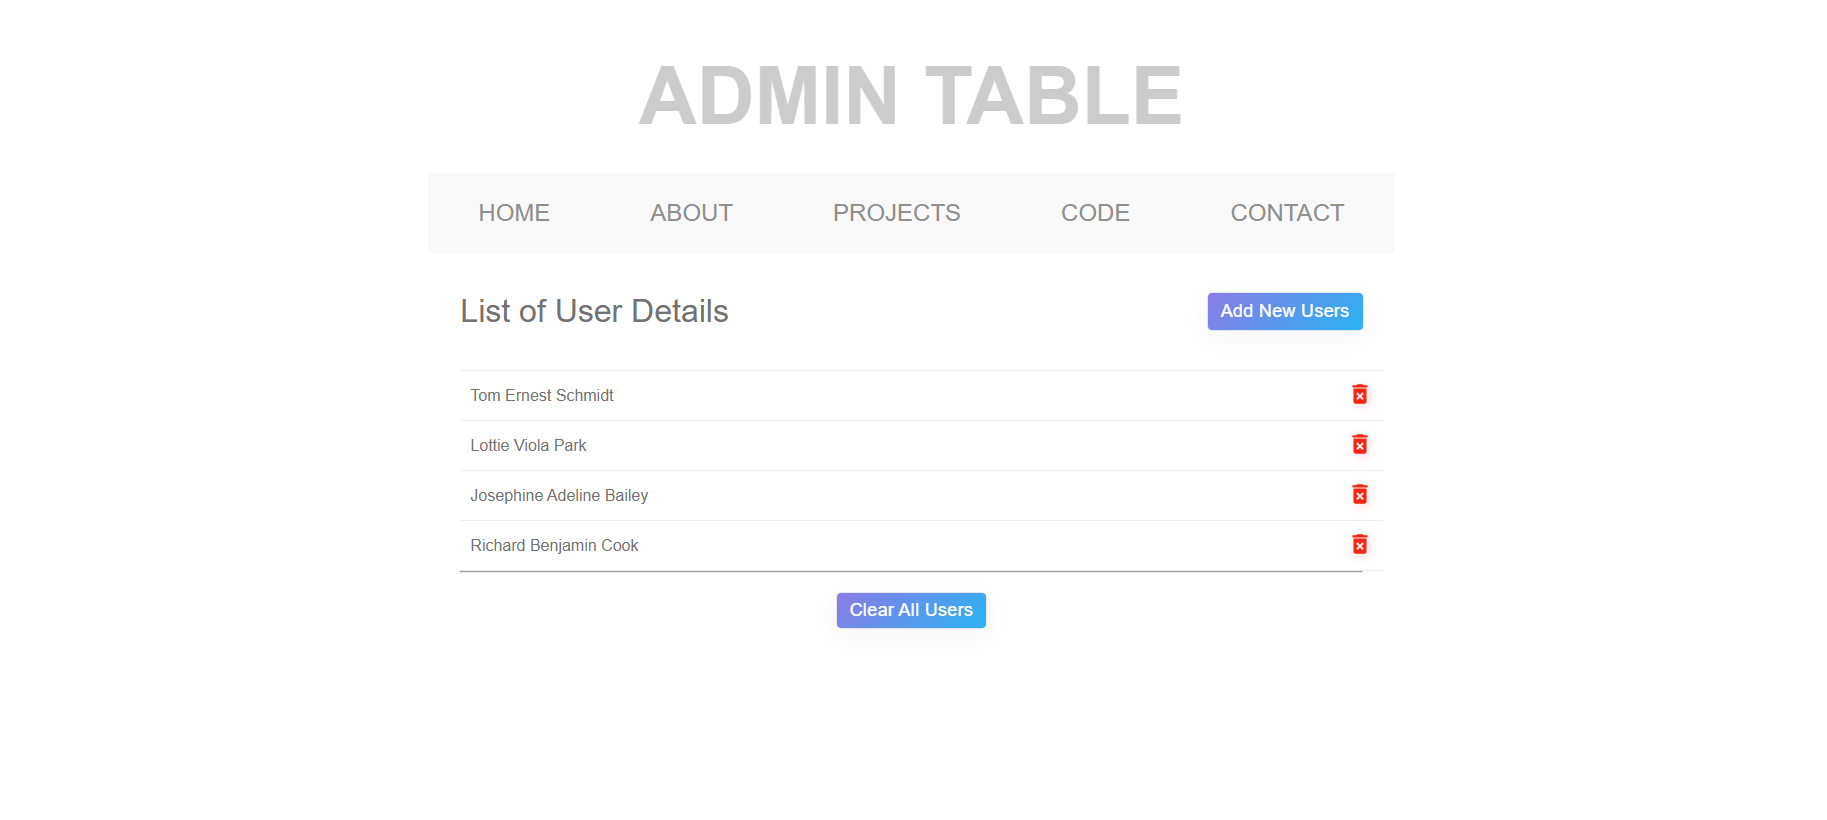 ADMIN TABLE
HOME ABOUT PROJECTS CODE CONTACT
List of User Details Add New Users
Tom Ernest Schmidt
Lottie Viola Park
Josephine Adeline Bailey
Richard Benjamin Cook
Clear All Users